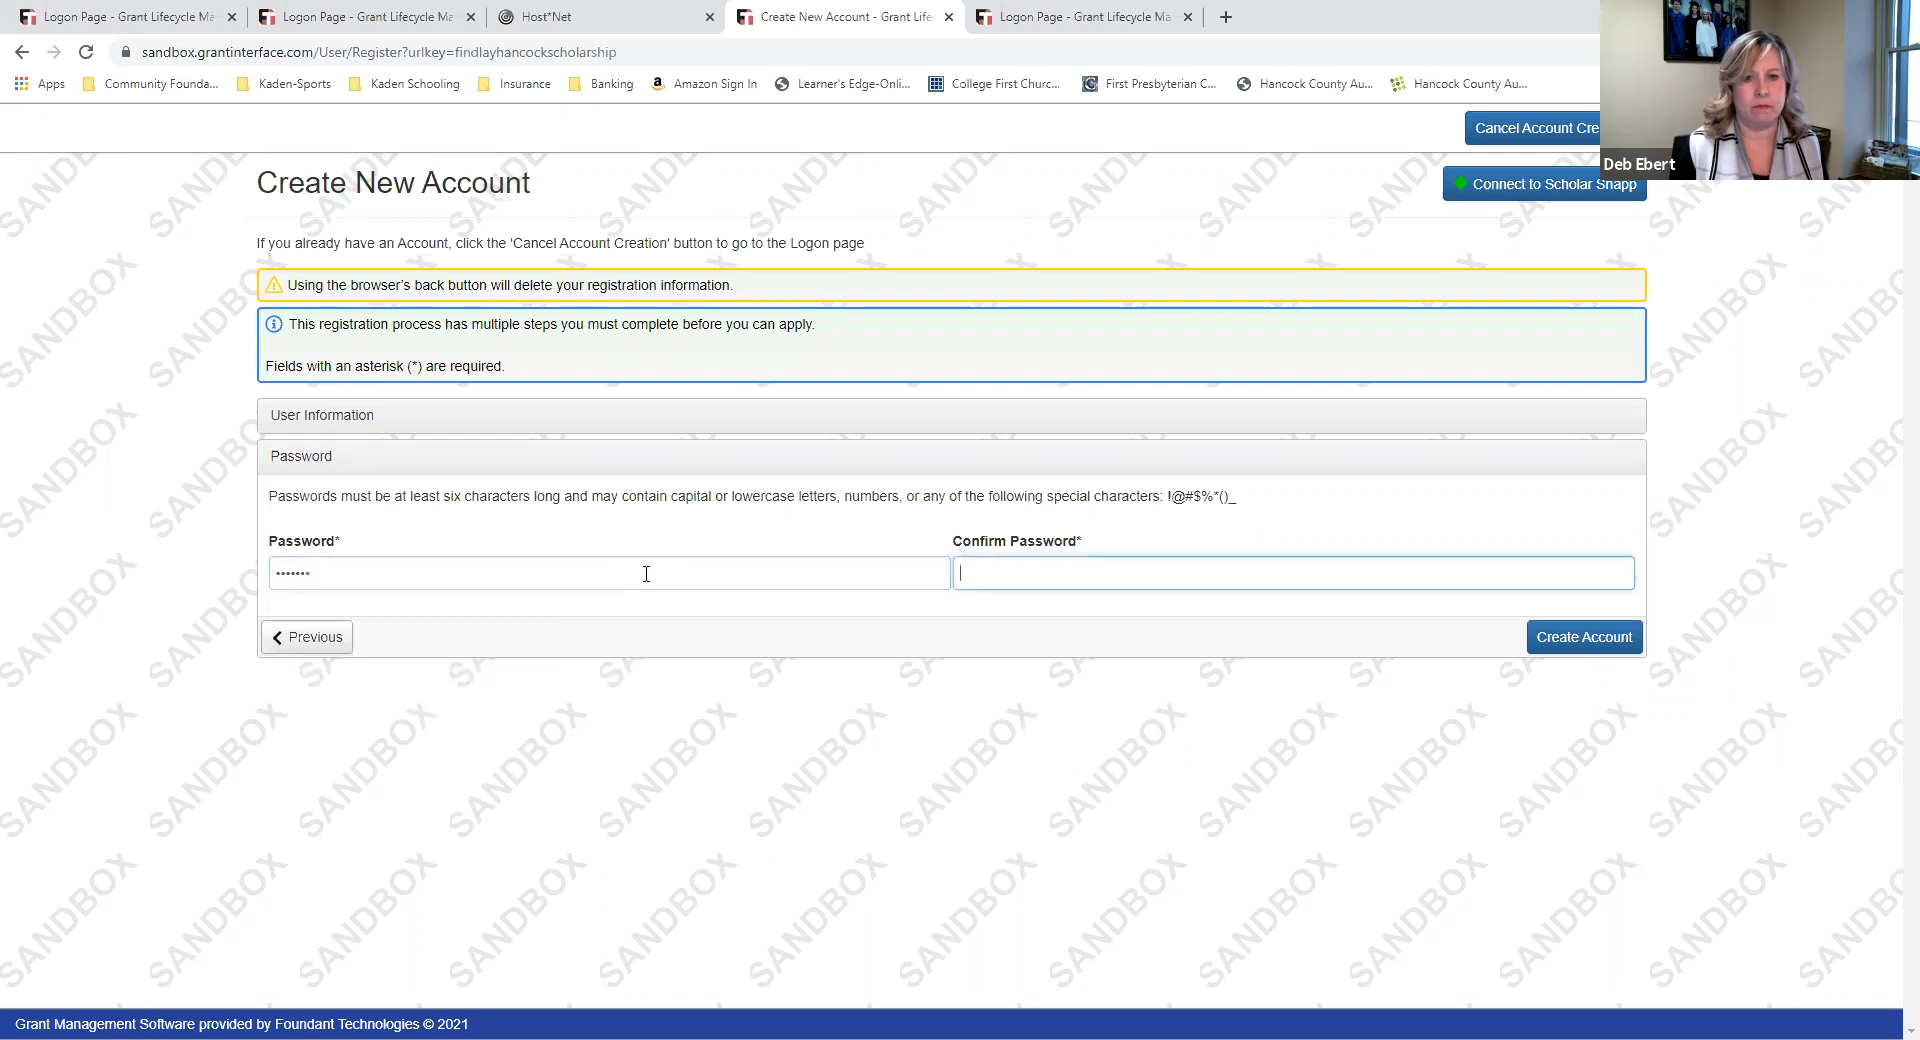 Logon Page - Grant Lifecycle Ma
Logon Page - Grant Lifecycle Ma
Host*Net
Create New Account - Grant Life
Logon Page - Grant Lifecycle Ma
sandbox.grantinterface.com/User/Register?urlkey=findlayhancockscholarship
Apps
Community Founda...
Kaden-Sports
Kaden Schooling
Insurance
Banking
Amazon Sign In
Learner's Edge-Onli...
College First Churc...
First Presbyterian C...
Hancock County Au...
Hancock County Au...
Cancel Account Cre
Deb Ebert
Create New Account
Connect to Scholar Snapp
If you already have an Account, click the 'Cancel Account Creation' button to go to the Logon page
Using the browser's back button will delete your registration information.
This registration process has multiple steps you must complete before you can apply.
Fields with an asterisk (*) are required.
User Information
Password
Passwords must be at least six characters long and may contain capital or lowercase letters, numbers, or any of the following special characters: !@#$%*()_
Password*
Confirm Password*
•••••••
Previous
Create Account
SANDBOX
Grant Management Software provided by Foundant Technologies © 2021